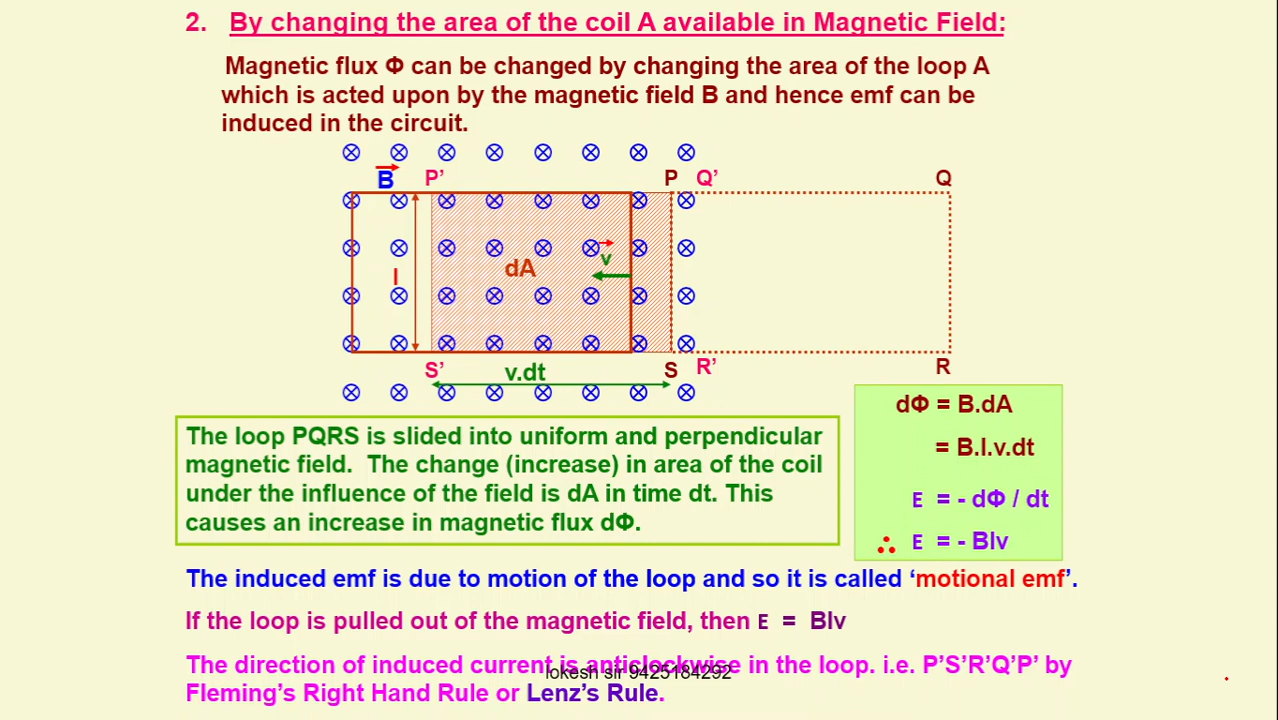 2. By changing the area of the coil A available in Magnetic Field:
Magnetic flux Φ can be changed by changing the area of the loop A
which is acted upon by the magnetic field B and hence emf can be
induced in the circuit.
B P’ P Q’ Q
l dA v
S’ v.dt S R’ R
The loop PQRS is slided into uniform and perpendicular
magnetic field. The change (increase) in area of the coil
under the influence of the field is dA in time dt. This
causes an increase in magnetic flux dΦ.
dΦ = B.dA
= B.l.v.dt
E = - dΦ / dt
∴ E = - Blv
The induced emf is due to motion of the loop and so it is called ‘motional emf’.
If the loop is pulled out of the magnetic field, then E = Blv
The direction of induced current is anticlockwise in the loop. i.e. P’S’R’Q’P’ by
lokesh sir 9425184292
Fleming’s Right Hand Rule or Lenz’s Rule.